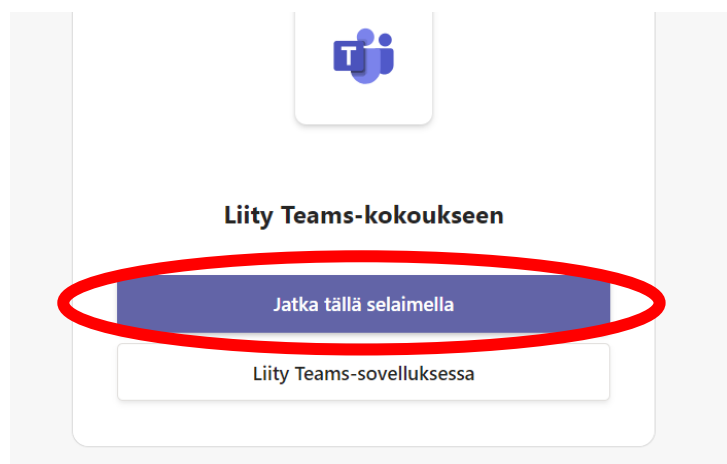 T
Liity Teams-kokoukseen
Jatka tällä selaimella
Liity Teams-sovelluksessa